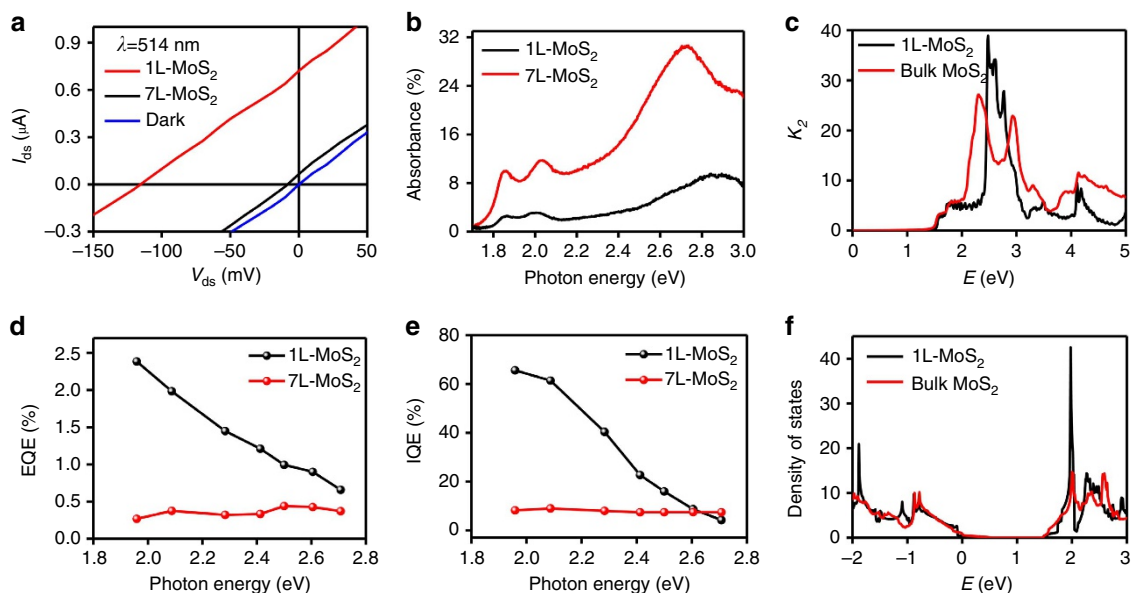 a
λ=514 nm
1L-MoS2
7L-MoS2
Dark
0.9
0.6
0.3
0.0
−0.3
Ids (μA)
−150 −100 −50 0 50
Vds (mV)
b
1L-MoS2
7L-MoS2
32
24
16
8
0
Absorbance (%)
1.8 2.0 2.2 2.4 2.6 2.8 3.0
Photon energy (eV)
c
1L-MoS2
Bulk MoS2
40
30
20
10
0
K2
0 1 2 3 4 5
E (eV)
d
1L-MoS2
7L-MoS2
2.5
2.0
1.5
1.0
0.5
0.0
EQE (%)
1.8 2.0 2.2 2.4 2.6 2.8
Photon energy (eV)
e
1L-MoS2
7L-MoS2
80
60
40
20
0
IQE (%)
1.8 2.0 2.2 2.4 2.6 2.8
Photon energy (eV)
f
1L-MoS2
Bulk MoS2
40
30
20
10
0
Density of states
−2 −1 0 1 2 3
E (eV)